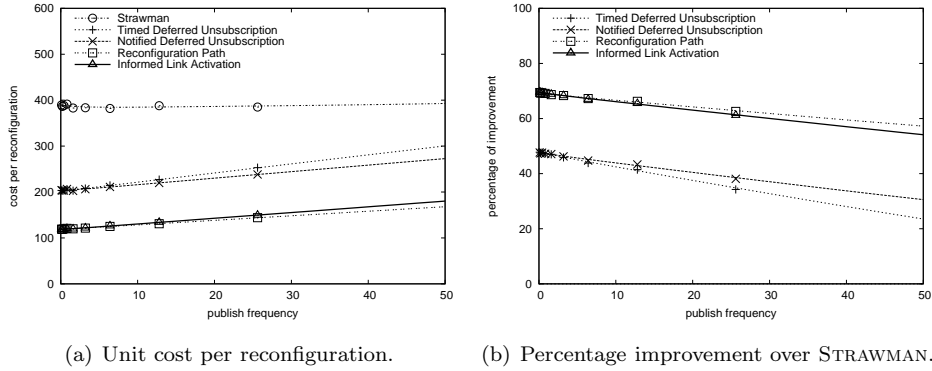 600
500
400
300
200
100
0
0
10
20
30
40
50
cost per reconfiguration
publish frequency
Strawman
Timed Deferred Unsubscription
Notified Deferred Unsubscription
Reconfiguration Path
Informed Link Activation
(a) Unit cost per reconfiguration.
100
80
60
40
20
0
0
10
20
30
40
50
percentage of improvement
publish frequency
Timed Deferred Unsubscription
Notified Deferred Unsubscription
Reconfiguration Path
Informed Link Activation
(b) Percentage improvement over STRAWMAN.